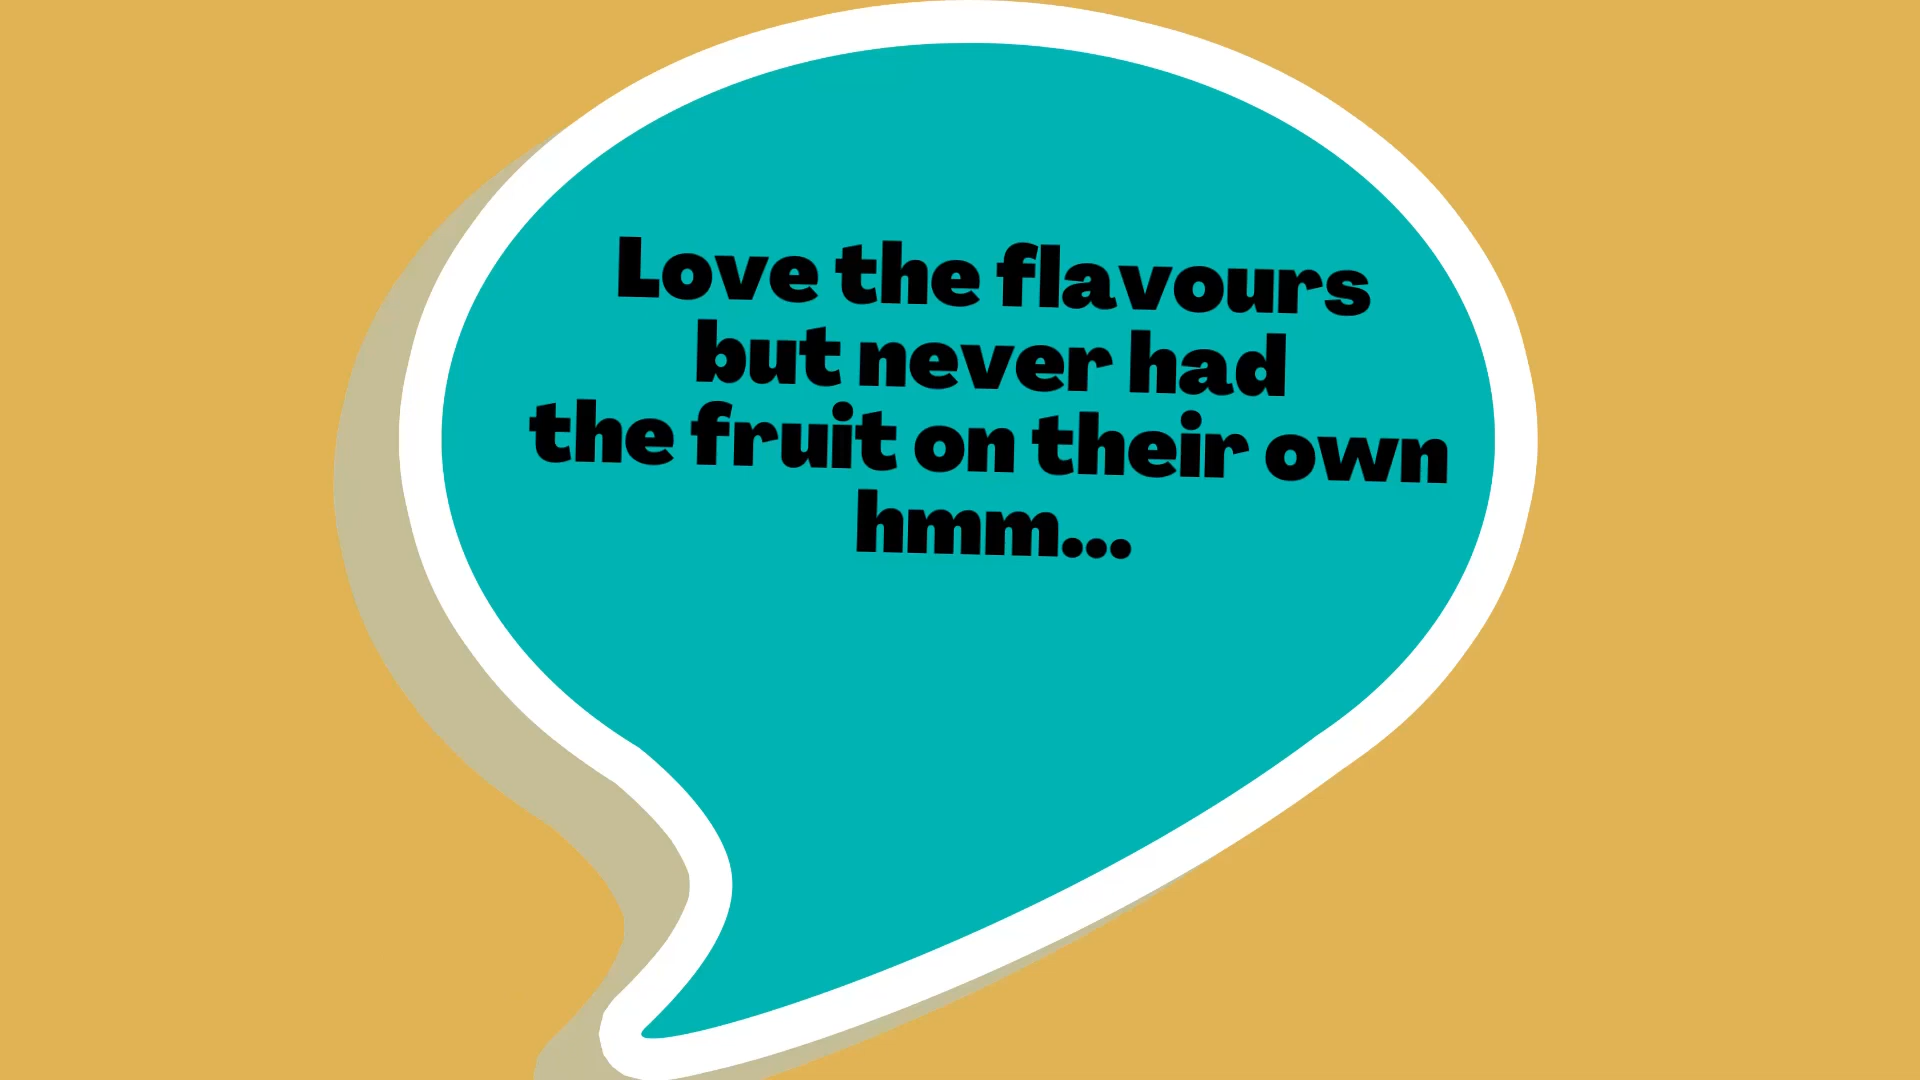 Love the flavours
but never had
the fruit on their own
hmm...